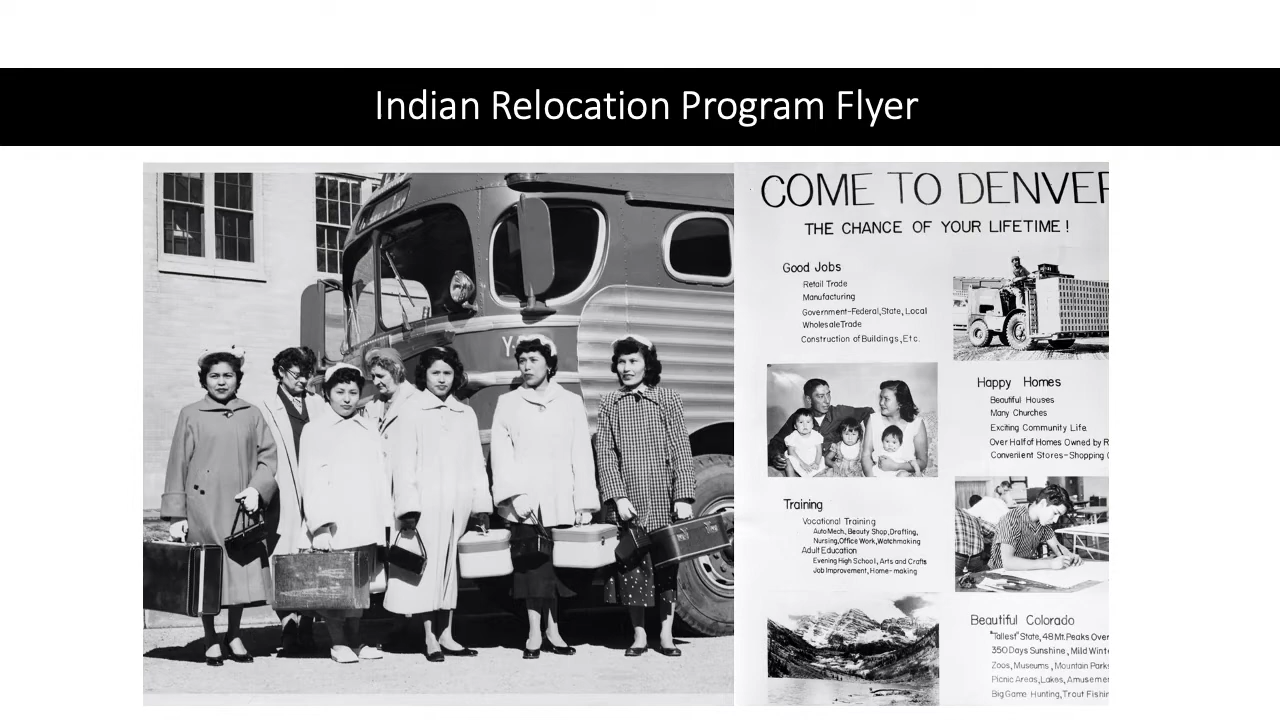 Indian Relocation Program Flyer
Y-
COME TO DENVER
THE CHANCE OF YOUR LIFETIME!
Good Jobs
Retail Trade
Manufacturing
Government-Federal,State, Local
Wholesale Trade
Construction of Buildings,Etc.
Happy Homes
Beautiful Houses
Many Churches
Exciting Community Life
Over Half of Homes Owned by R
Convenient Stores-Shopping
Training
Vocational Training
Auto Mech, Beauty Shop,Drafting,
Nursing,Office Work,Watchmaking
Adult Education
Evening High School, Arts and Crafts
Job Improvement, Home-making
Beautiful Colorado
"Tallest" State, 48 Mt. Peaks Over
350 Days Sunshine, Mild Wint
Zoos, Museums, Mountain Parks
Picnic Areas, Lakes, Amusemen
Big Game Hunting, Trout Fishin